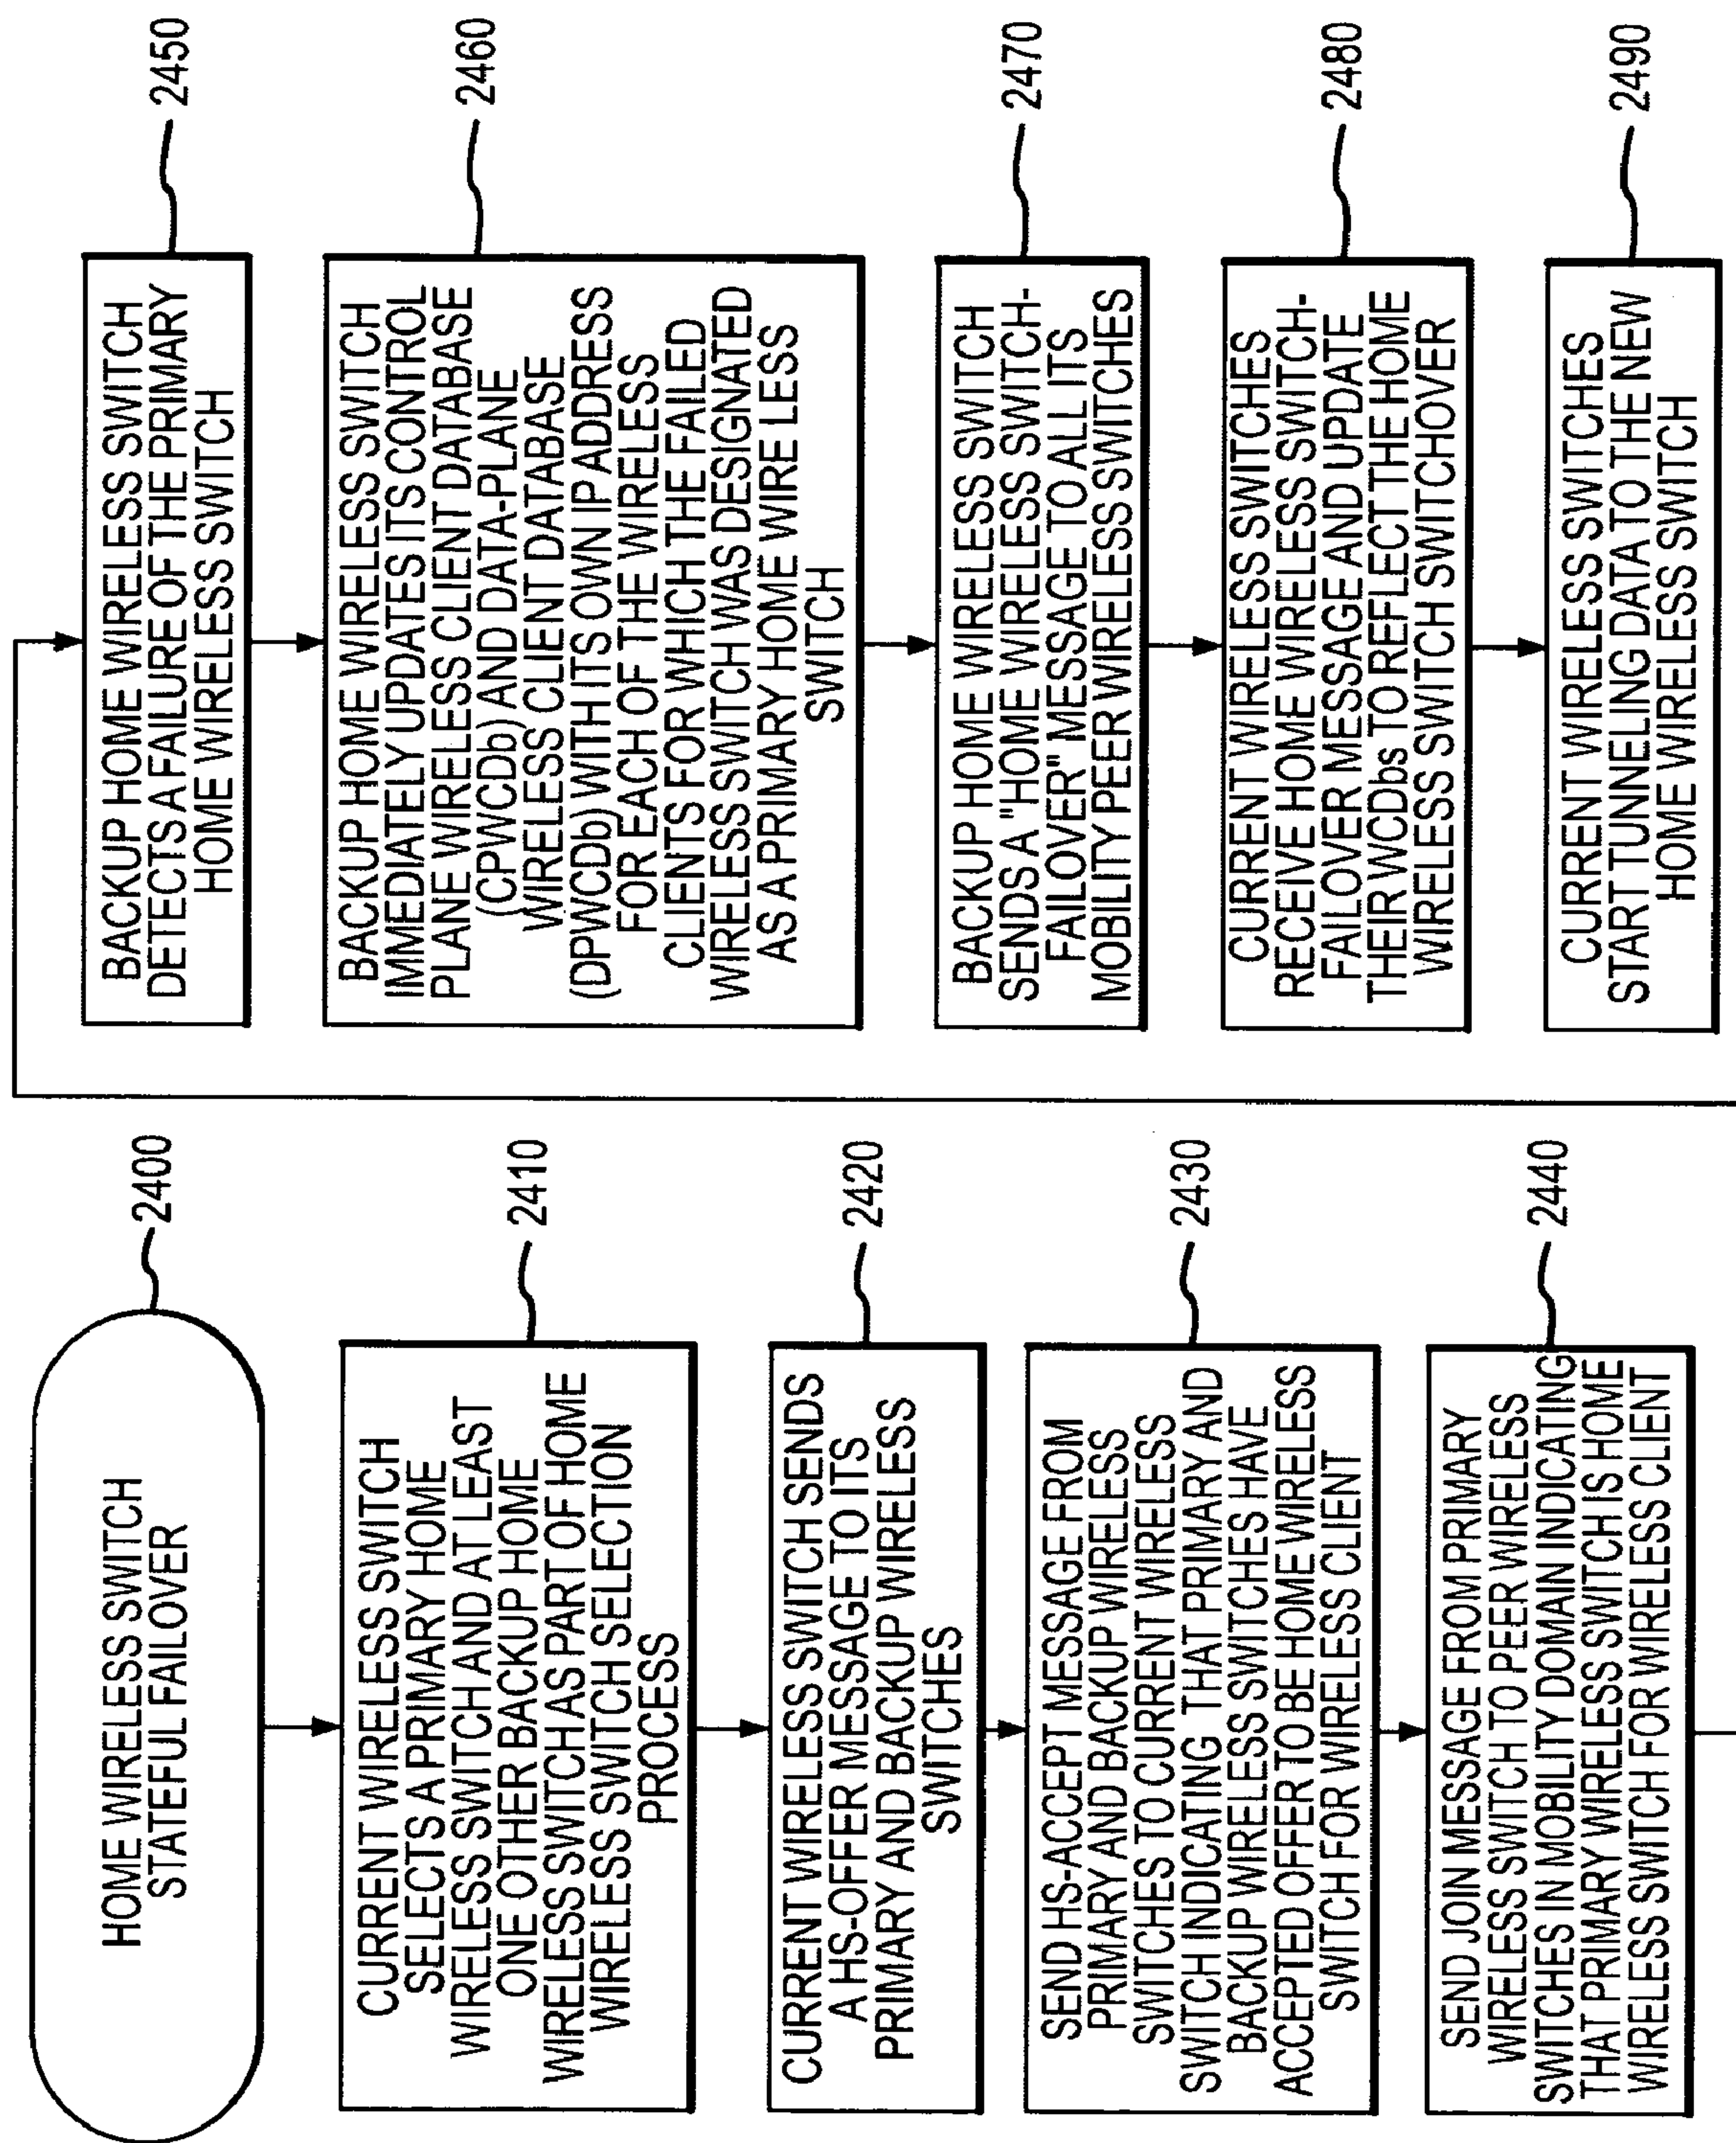 HOME WIRELESS SWITCH
STATEFUL FAILOVER
2400
CURRENT WIRELESS SWITCH
SELECTS A PRIMARY HOME
WIRELESS SWITCH AND AT LEAST
ONE OTHER BACKUP HOME
WIRELESS SWITCH AS PART OF HOME
WIRELESS SWITCH SELECTION
PROCESS
2410
CURRENT WIRELESS SWITCH SENDS
A HS-OFFER MESSAGE TO ITS
PRIMARY AND BACKUP WIRELESS
SWITCHES
2420
SEND HS-ACCEPT MESSAGE FROM
PRIMARY AND BACKUP WIRELESS
SWITCHES TO CURRENT WIRELESS
SWITCH INDICATING THAT PRIMARY AND
BACKUP WIRELESS SWITCHES HAVE
ACCEPTED OFFER TO BE HOME WIRELESS
SWITCH FOR WIRELESS CLIENT
2430
SEND JOIN MESSAGE FROM PRIMARY
WIRELESS SWITCH TO PEER WIRELESS
SWITCHES IN MOBILITY DOMAIN INDICATING
THAT PRIMARY WIRELESS SWITCH IS HOME
WIRELESS SWITCH FOR WIRELESS CLIENT
2440
BACKUP HOME WIRELESS SWITCH
DETECTS A FAILURE OF THE PRIMARY
HOME WIRELESS SWITCH
2450
BACKUP HOME WIRELESS SWITCH
IMMEDIATELY UPDATES ITS CONTROL
PLANE WIRELESS CLIENT DATABASE
(CPWCDb) AND DATA-PLANE
WIRELESS CLIENT DATABASE
(DPWCDb) WITH ITS OWN IP ADDRESS
FOR EACH OF THE WIRELESS
CLIENTS FOR WHICH THE FAILED
WIRELESS SWITCH WAS DESIGNATED
AS A PRIMARY HOME WIRE LESS
SWITCH
2460
BACKUP HOME WIRELESS SWITCH
SENDS A "HOME WIRELESS SWITCH-
FAILOVER" MESSAGE TO ALL ITS
MOBILITY PEER WIRELESS SWITCHES
2470
CURRENT WIRELESS SWITCHES
RECEIVE HOME WIRELESS SWITCH-
FAILOVER MESSAGE AND UPDATE
THEIR WCDbs TO REFLECT THE HOME
WIRELESS SWITCH SWITCHOVER
2480
CURRENT WIRELESS SWITCHES
START TUNNELING DATA TO THE NEW
HOME WIRELESS SWITCH
2490